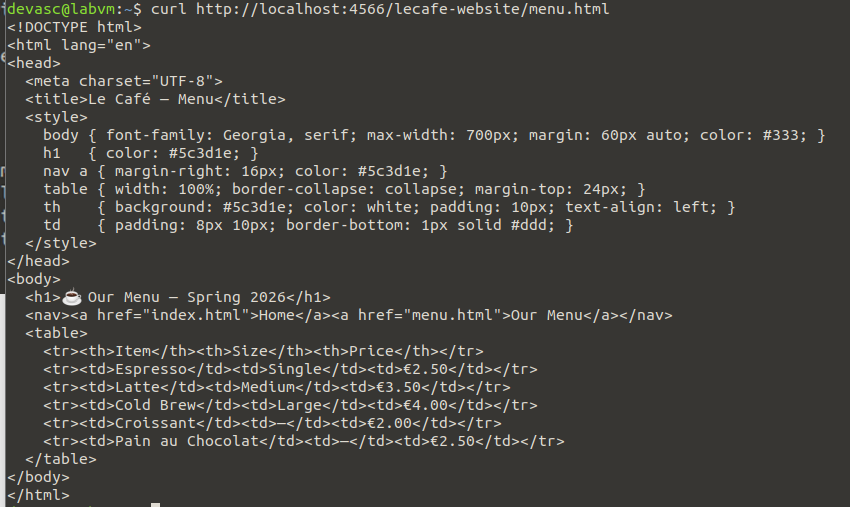 devasc@labvm:~$ curl http://localhost:4566/lecafe-website/menu.html
<!DOCTYPE html>
<html lang="en">
<head>
  <meta charset="UTF-8">
  <title>Le Café — Menu</title>
  <style>
    body { font-family: Georgia, serif; max-width: 700px; margin: 60px auto; color: #333; }
    h1   { color: #5c3d1e; }
    nav a { margin-right: 16px; color: #5c3d1e; }
    table { width: 100%; border-collapse: collapse; margin-top: 24px; }
    th    { background: #5c3d1e; color: white; padding: 10px; text-align: left; }
    td    { padding: 8px 10px; border-bottom: 1px solid #ddd; }
  </style>
</head>
<body>
  <h1>☕ Our Menu — Spring 2026</h1>
  <nav><a href="index.html">Home</a><a href="menu.html">Our Menu</a></nav>
  <table>
    <tr><th>Item</th><th>Size</th><th>Price</th></tr>
    <tr><td>Espresso</td><td>Single</td><td>€2.50</td></tr>
    <tr><td>Latte</td><td>Medium</td><td>€3.50</td></tr>
    <tr><td>Cold Brew</td><td>Large</td><td>€4.00</td></tr>
    <tr><td>Croissant</td><td>—</td><td>€2.00</td></tr>
    <tr><td>Pain au Chocolat</td><td>—</td><td>€2.50</td></tr>
  </table>
</body>
</html>